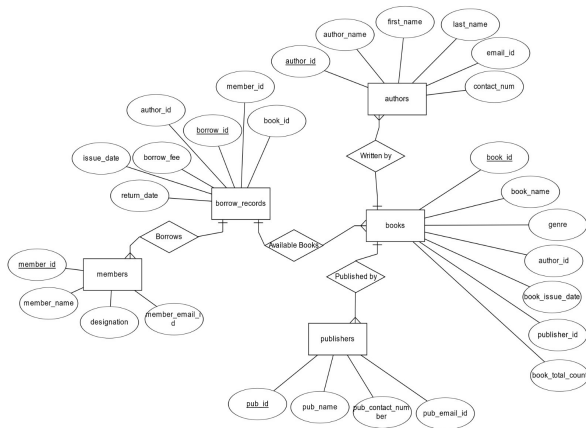 first_name
last_name
author_name
email_id
author_id
contact_num
authors
member_id
author_id
borrow_id
book_id
issue_date
borrow_fee
return_date
borrow_records
Written by
book_id
book_name
genre
books
author_id
book_issue_date
publisher_id
book_total_count
Borrows
Available Books
Published by
member_id
members
member_name
designation
member_email_i
d
publishers
pub_id
pub_name
pub_contact_num
ber
pub_email_id